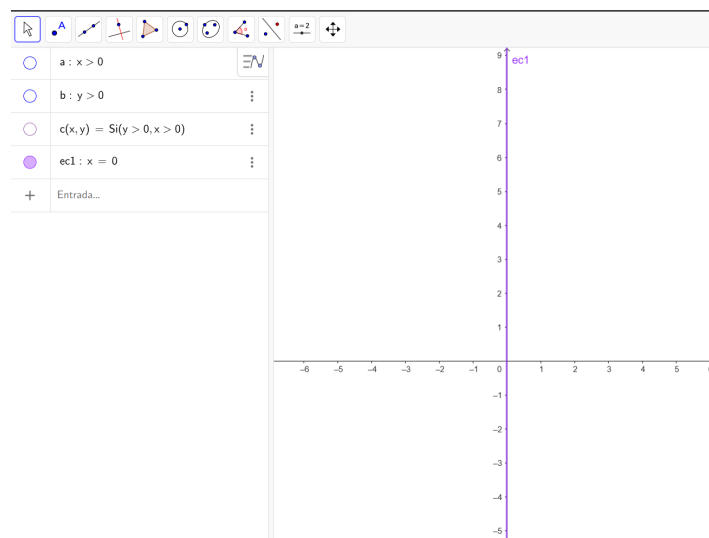 A
a=2
a : x > 0
b : y > 0
c(x,y) = Si(y > 0, x > 0)
ec1 : x = 0
Entrada...
ec1
9
8
7
6
5
4
3
2
1
–6 –5 –4 –3 –2 –1 0 1 2 3 4 5
–1
–2
–3
–4
–5